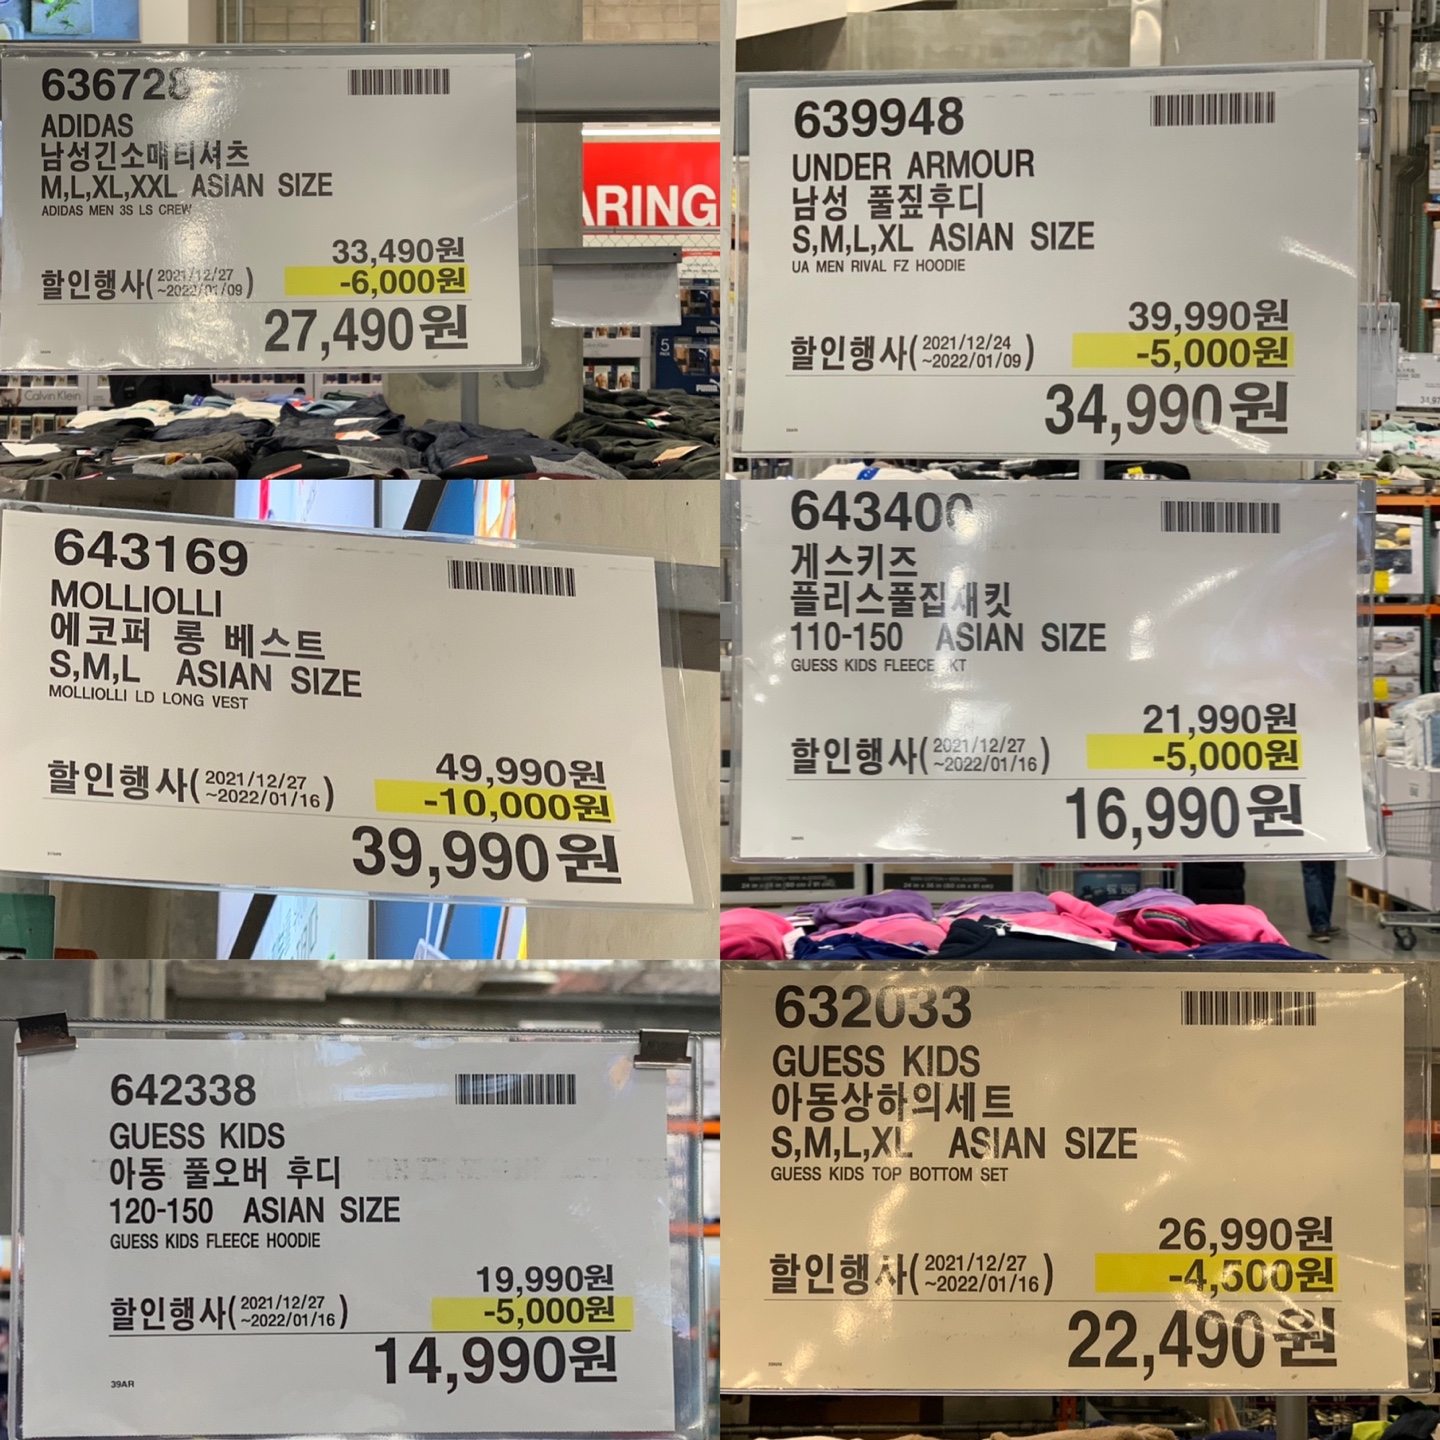 636728
ADIDAS
남성긴소매티셔츠
M,L,XL,XXL ASIAN SIZE
ADIDAS MEN 3S LS CREW
33,490원
할인행사(2021/12/27 ~2022/01/09) -6,000원
27,490원
ARING
5
PUMA
PUMA
Calvin Klein
639948
UNDER ARMOUR
남성 풀짚후디
S,M,L,XL ASIAN SIZE
UA MEN RIVAL FZ HOODIE
39,990원
할인행사(2021/12/24 ~2022/01/09) -5,000원
34,990원
643169
MOLLIOLLI
에코퍼 롱 베스트
S,M,L ASIAN SIZE
MOLLIOLLI LD LONG VEST
49,990원
할인행사(2021/12/27 ~2022/01/16) -10,000원
39,990원
643400
게스키즈
플리스풀집재킷
110-150 ASIAN SIZE
GUESS KIDS FLEECE JKT
21,990원
할인행사(2021/12/27 ~2022/01/16) -5,000원
16,990원
642338
GUESS KIDS
아동 풀오버 후디
120-150 ASIAN SIZE
GUESS KIDS FLEECE HOODIE
19,990원
할인행사(2021/12/27 ~2022/01/16) -5,000원
14,990원
39AR
632033
GUESS KIDS
아동상하의세트
S,M,L,XL ASIAN SIZE
GUESS KIDS TOP BOTTOM SET
26,990원
할인행사(2021/12/27 ~2022/01/16) -4,500원
22,490원